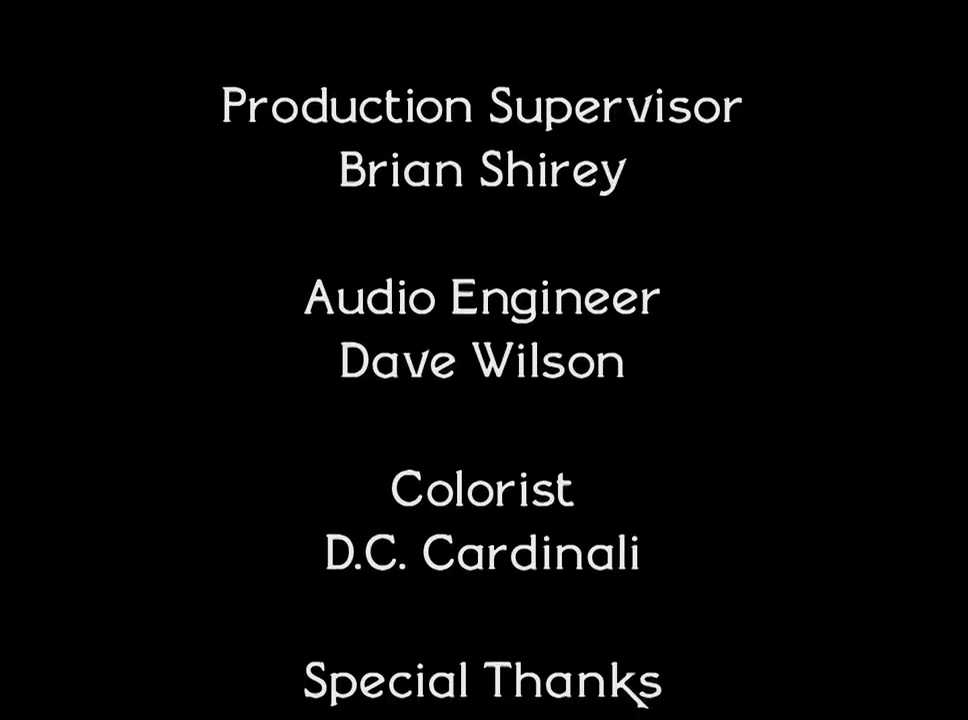 Production Supervisor
Brian Shirey
Audio Engineer
Dave Wilson
Colorist
D.C. Cardinali
Special Thanks